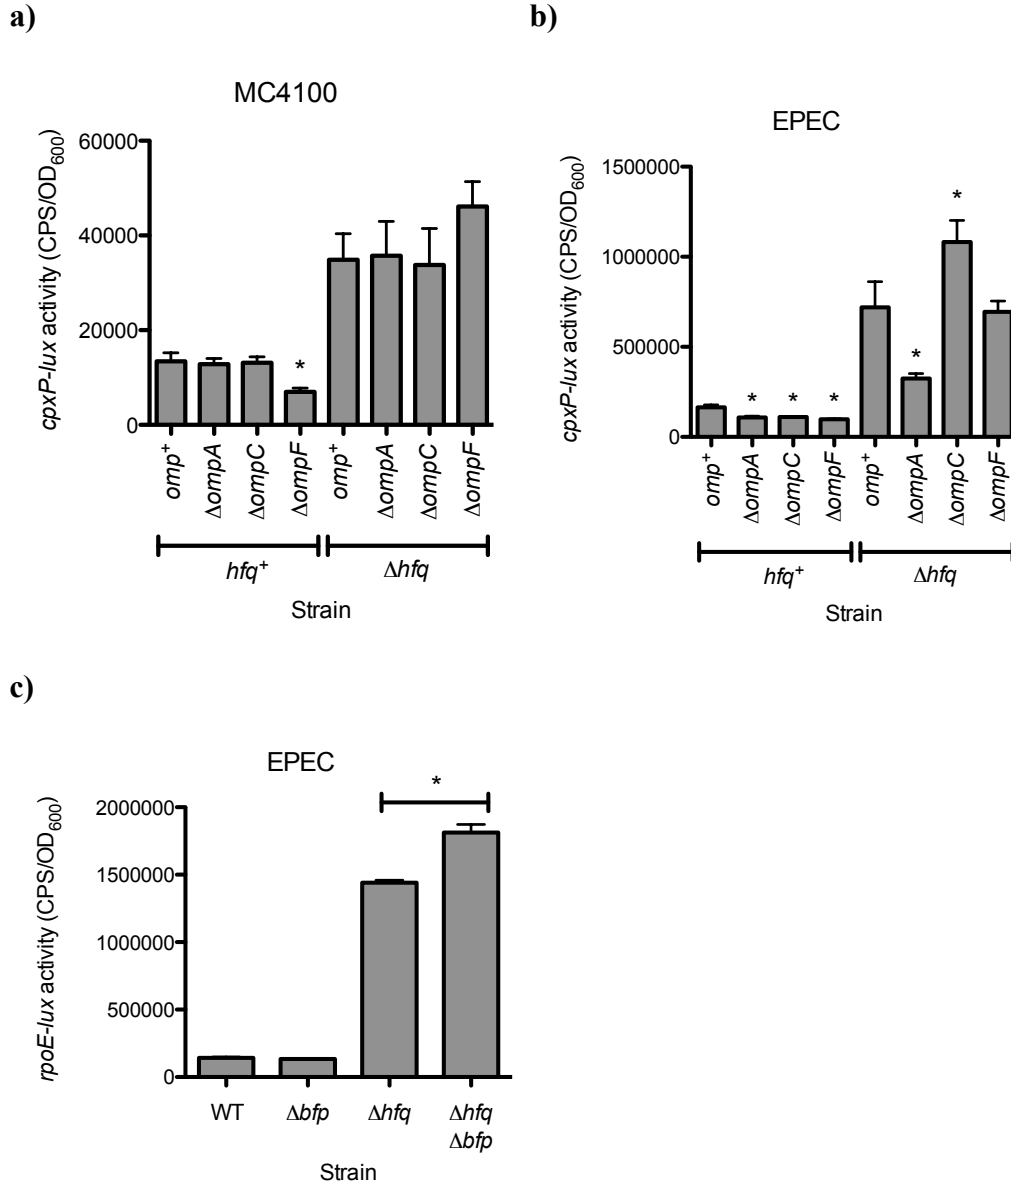 a)
MC4100
cpxP-lux activity (CPS/OD600)
60000
40000
20000
0
*
omp+
ΔompA
ΔompC
ΔompF
omp+
ΔompA
ΔompC
ΔompF
hfq+
Δhfq
Strain
b)
EPEC
cpxP-lux activity (CPS/OD600)
1500000
1000000
500000
0
*
*
*
*
*
omp+
ΔompA
ΔompC
ΔompF
omp+
ΔompA
ΔompC
ΔompF
hfq+
Δhfq
Strain
c)
EPEC
rpoE-lux activity (CPS/OD600)
2000000
1500000
1000000
500000
0
*
WT
Δbfp
Δhfq
Δhfq
Δbfp
Strain